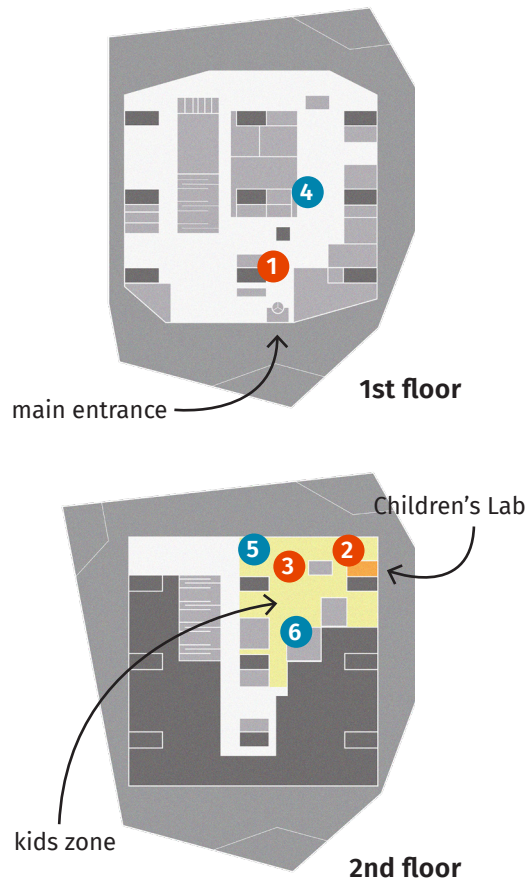 4
1
1st floor
main entrance
Children's Lab
5
2
3
6
kids zone
2nd floor